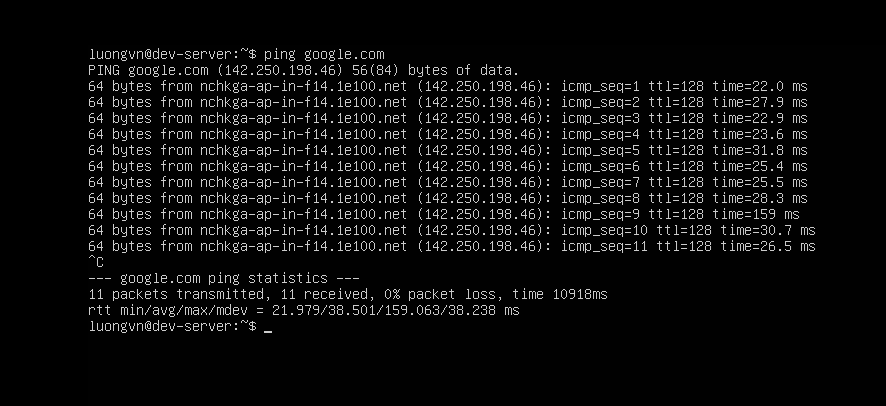 luongvn@dev-server:~$ ping google.com
PING google.com (142.250.198.46) 56(84) bytes of data.
64 bytes from nchkga-ap-in-f14.1e100.net (142.250.198.46): icmp_seq=1 ttl=128 time=22.0 ms
64 bytes from nchkga-ap-in-f14.1e100.net (142.250.198.46): icmp_seq=2 ttl=128 time=27.9 ms
64 bytes from nchkga-ap-in-f14.1e100.net (142.250.198.46): icmp_seq=3 ttl=128 time=22.9 ms
64 bytes from nchkga-ap-in-f14.1e100.net (142.250.198.46): icmp_seq=4 ttl=128 time=23.6 ms
64 bytes from nchkga-ap-in-f14.1e100.net (142.250.198.46): icmp_seq=5 ttl=128 time=31.8 ms
64 bytes from nchkga-ap-in-f14.1e100.net (142.250.198.46): icmp_seq=6 ttl=128 time=25.4 ms
64 bytes from nchkga-ap-in-f14.1e100.net (142.250.198.46): icmp_seq=7 ttl=128 time=25.5 ms
64 bytes from nchkga-ap-in-f14.1e100.net (142.250.198.46): icmp_seq=8 ttl=128 time=28.3 ms
64 bytes from nchkga-ap-in-f14.1e100.net (142.250.198.46): icmp_seq=9 ttl=128 time=159 ms
64 bytes from nchkga-ap-in-f14.1e100.net (142.250.198.46): icmp_seq=10 ttl=128 time=30.7 ms
64 bytes from nchkga-ap-in-f14.1e100.net (142.250.198.46): icmp_seq=11 ttl=128 time=26.5 ms
^C
--- google.com ping statistics ---
11 packets transmitted, 11 received, 0% packet loss, time 10918ms
rtt min/avg/max/mdev = 21.979/38.501/159.063/38.238 ms
luongvn@dev-server:~$ _